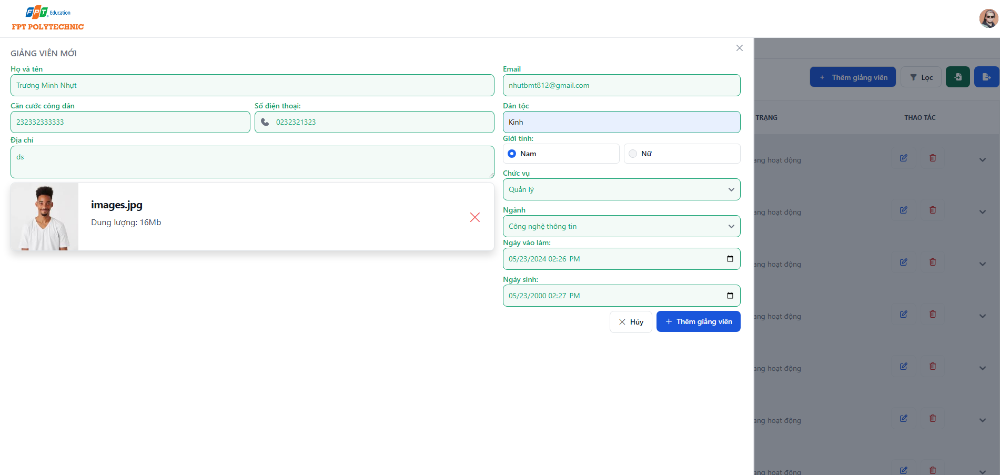 FPT Education
FPT POLYTECHNIC
GIẢNG VIÊN MỚI
Họ và tên
Trương Minh Nhựt
Email
nhutbmt812@gmail.com
Căn cước công dân
232332333333
Số điện thoại:
0232321323
Dân tộc
Kinh
Địa chỉ
ds
Giới tính:
Nam
Nữ
Chức vụ
Quản lý
images.jpg
Dung lượng: 16Mb
Ngành
Công nghệ thông tin
Ngày vào làm:
05/23/2024 02:26 PM
Ngày sinh:
05/23/2000 02:27 PM
Hủy
+ Thêm giảng viên
+ Thêm giảng viên
Lọc
TRẠNG
THAO TÁC
ang hoạt động
ang hoạt động
ang hoạt động
ang hoạt động
ang hoạt động
ang hoạt động
ang hoạt động